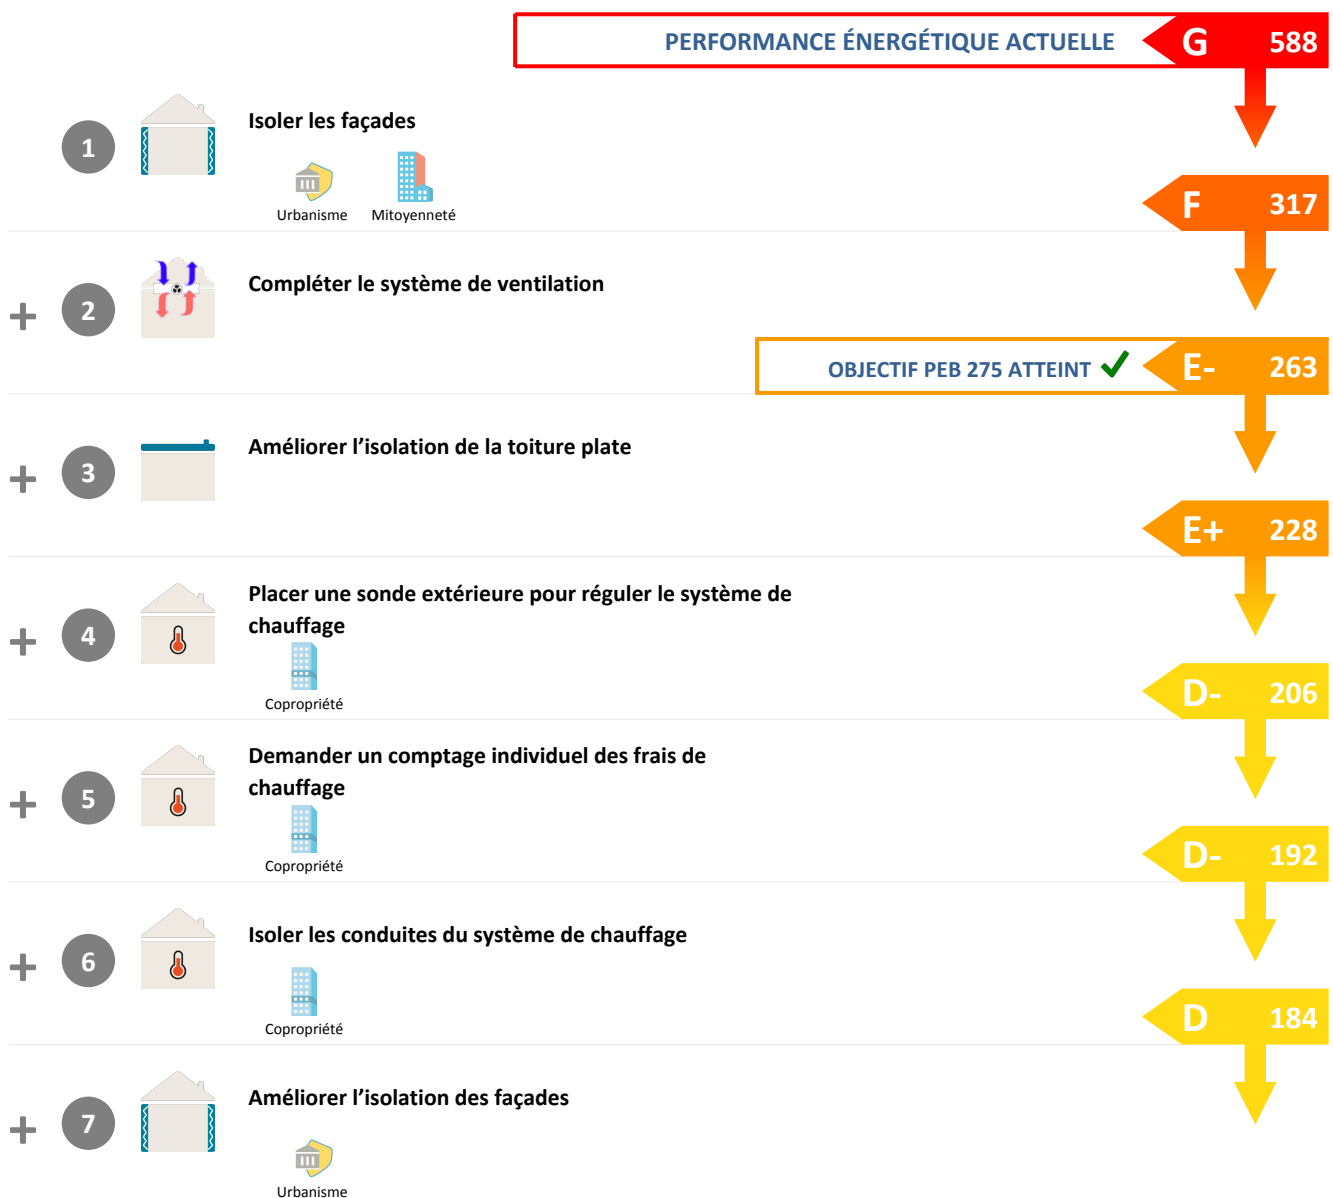 PERFORMANCE ÉNERGÉTIQUE ACTUELLE G 588
1 Isoler les façades
Urbanisme Mitoyenneté
F 317
+ 2 Compléter le système de ventilation
OBJECTIF PEB 275 ATTEINT E- 263
+ 3 Améliorer l'isolation de la toiture plate
E+ 228
+ 4 Placer une sonde extérieure pour réguler le système de
chauffage
Copropriété
D- 206
+ 5 Demander un comptage individuel des frais de
chauffage
Copropriété
D- 192
+ 6 Isoler les conduites du système de chauffage
Copropriété
D 184
+ 7 Améliorer l'isolation des façades
Urbanisme